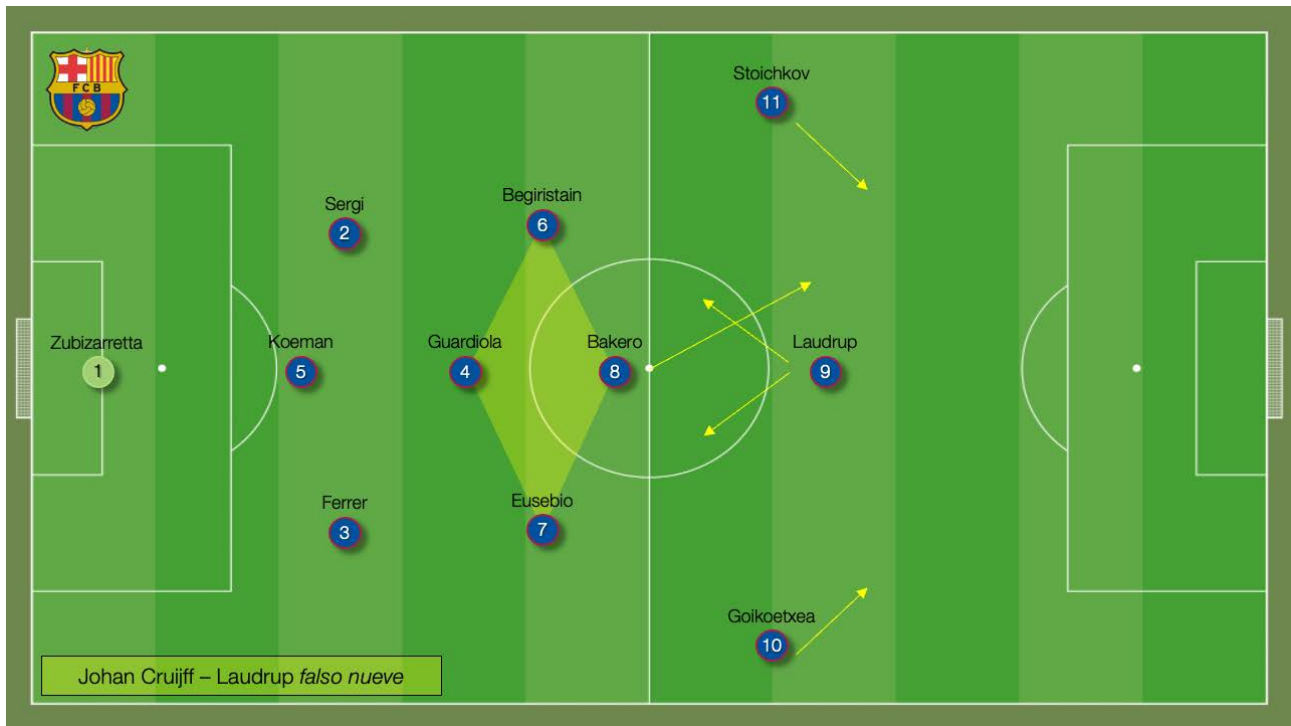 FCB
Stoichkov
11
Sergi
2
Begiristain
6
Zubizarretta
1
Koeman
5
Guardiola
4
Bakero
8
Laudrup
9
Ferrer
3
Eusebio
7
Goikoetxea
10
Johan Cruijff – Laudrup falso nueve